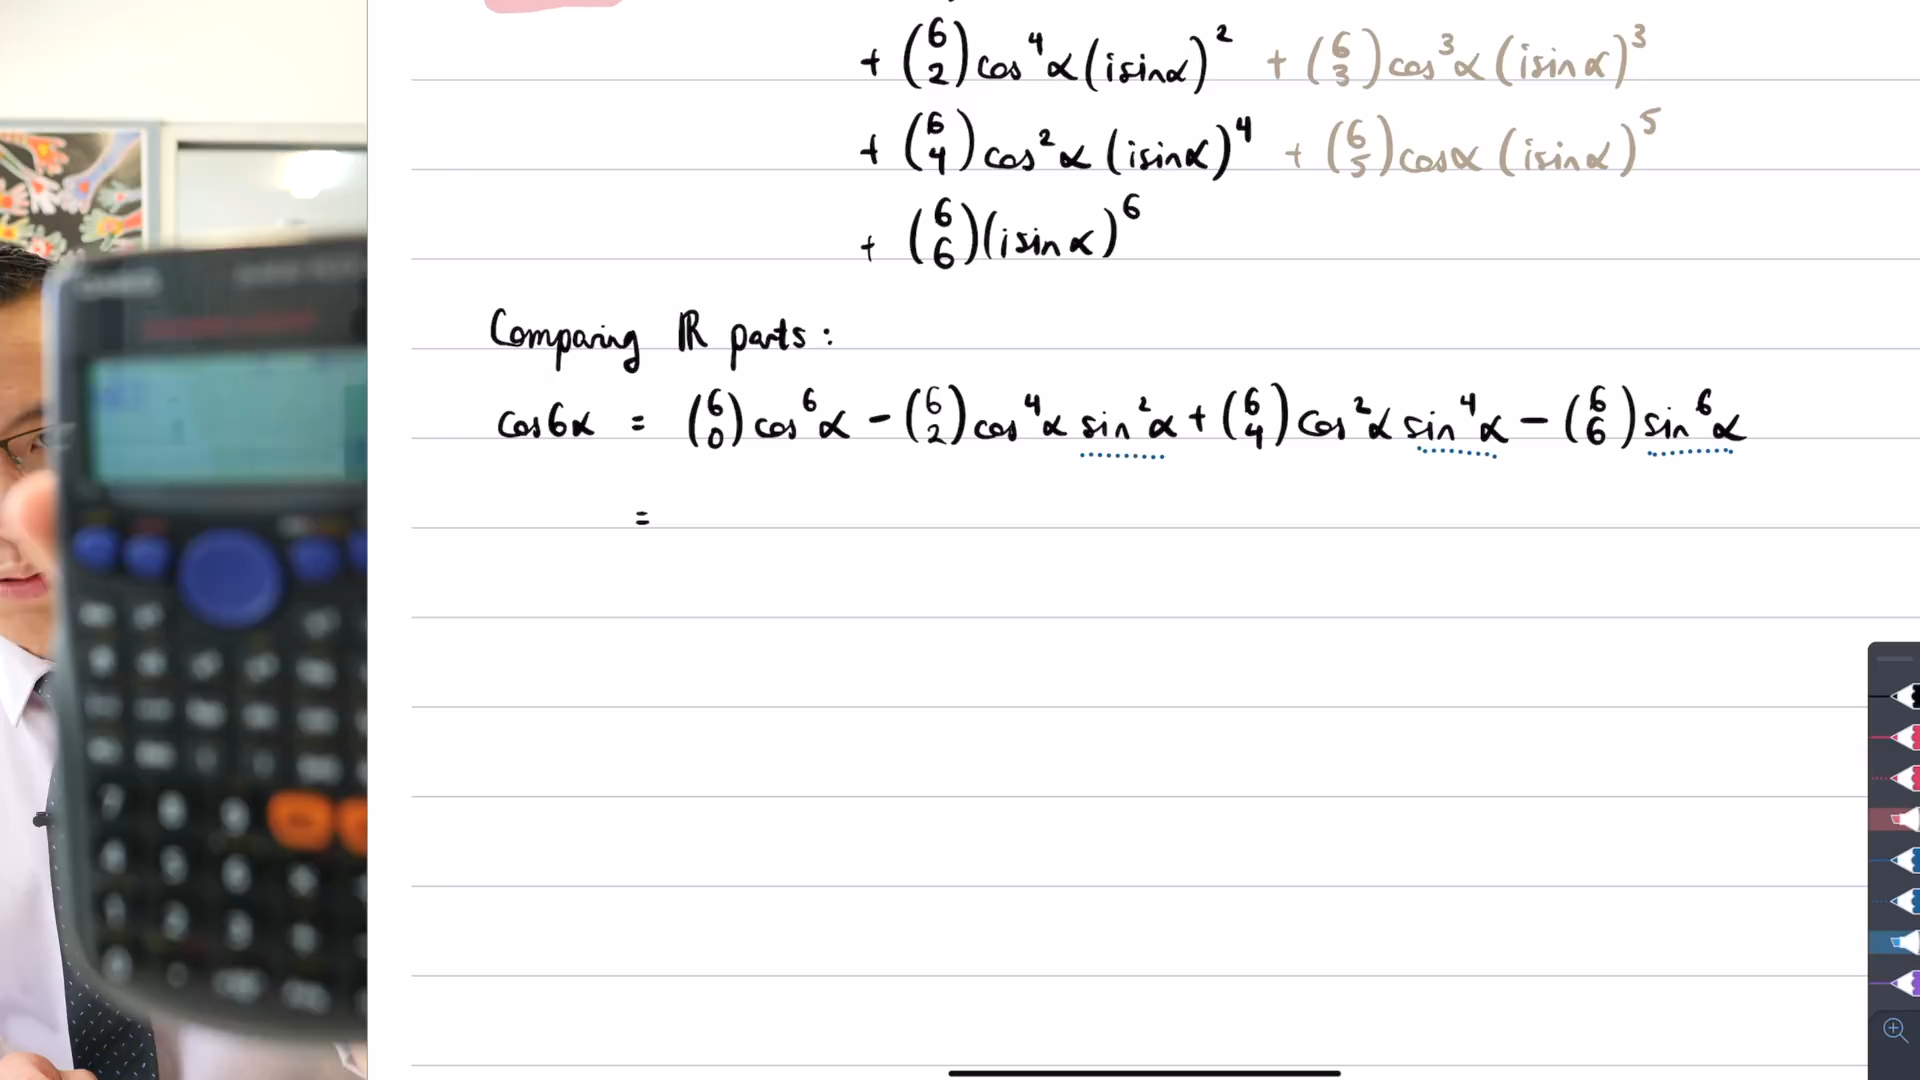 + (6 2) cos⁴α (isinα)² + (6 3) cos³α (isinα)³
+ (6 4) cos²α (isinα)⁴ + (6 5) cosα (isinα)⁵
+ (6 6) (isinα)⁶
Comparing ℝ parts:
cos6α = (6 0) cos⁶α − (6 2) cos⁴α sin²α + (6 4) cos²α sin⁴α − (6 6) sin⁶α
=